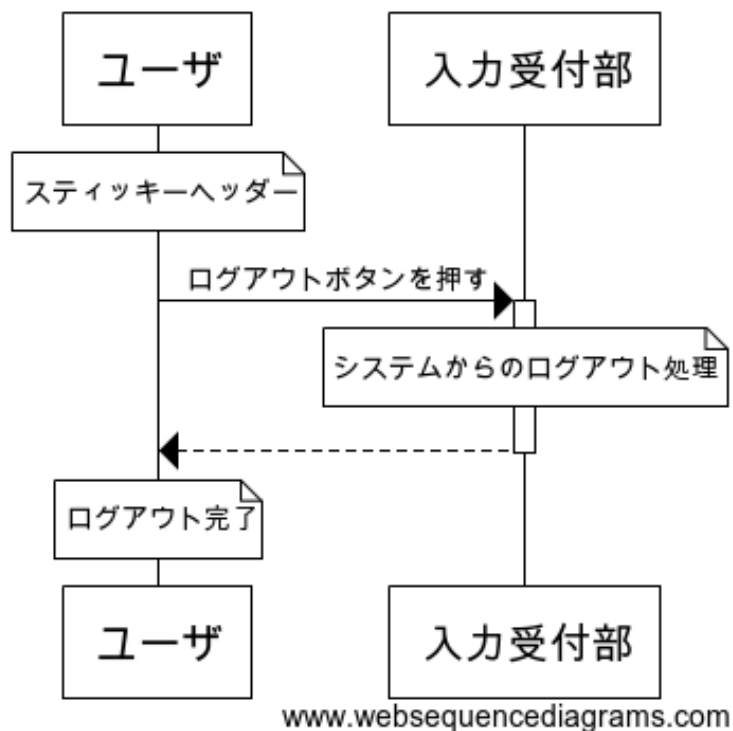 ユーザ
入力受付部
スティッキーヘッダー
ログアウトボタンを押す
システムからのログアウト処理
ログアウト完了
ユーザ
入力受付部
www.websequencediagrams.com